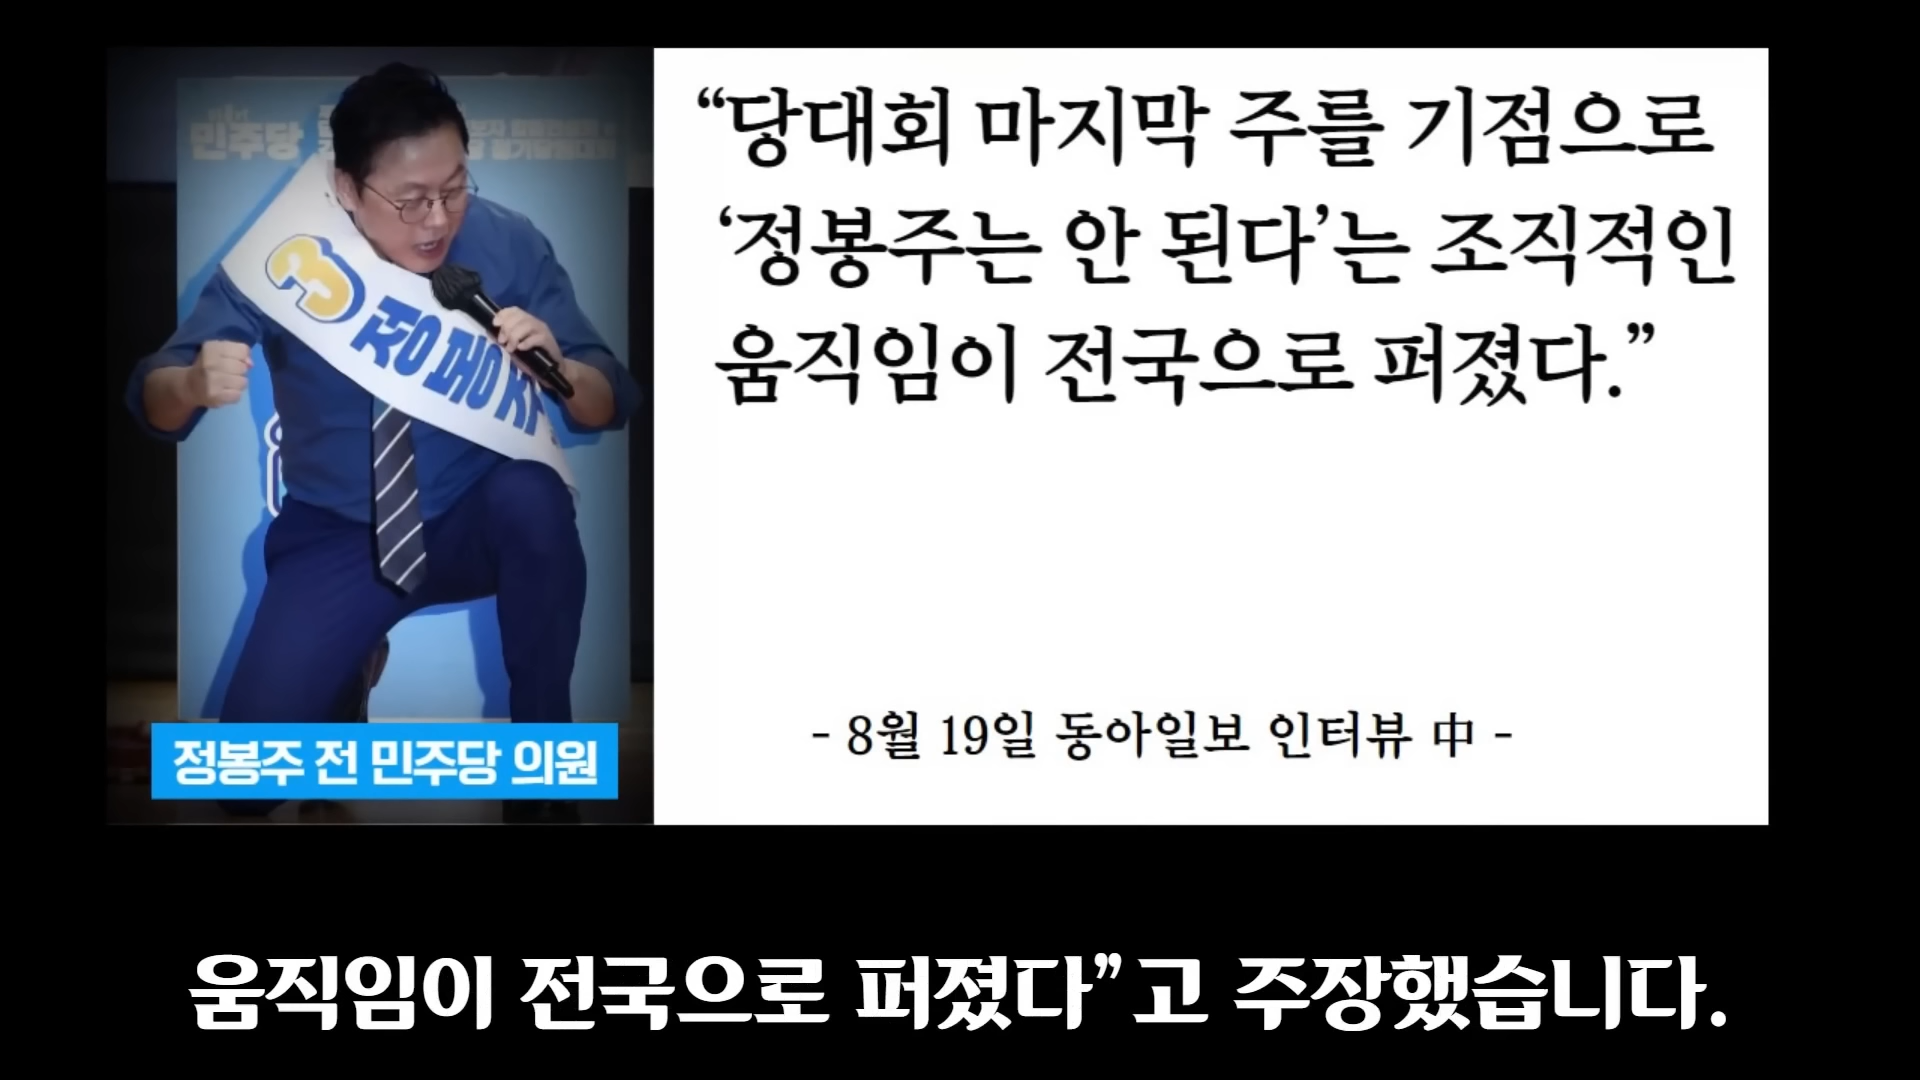 민주당
3 정봉주
정봉주 전 민주당 의원
“당대회 마지막 주를 기점으로
‘정봉주는 안 된다’는 조직적인
움직임이 전국으로 퍼졌다.”
- 8월 19일 동아일보 인터뷰 中 -
움직임이 전국으로 퍼졌다”고 주장했습니다.